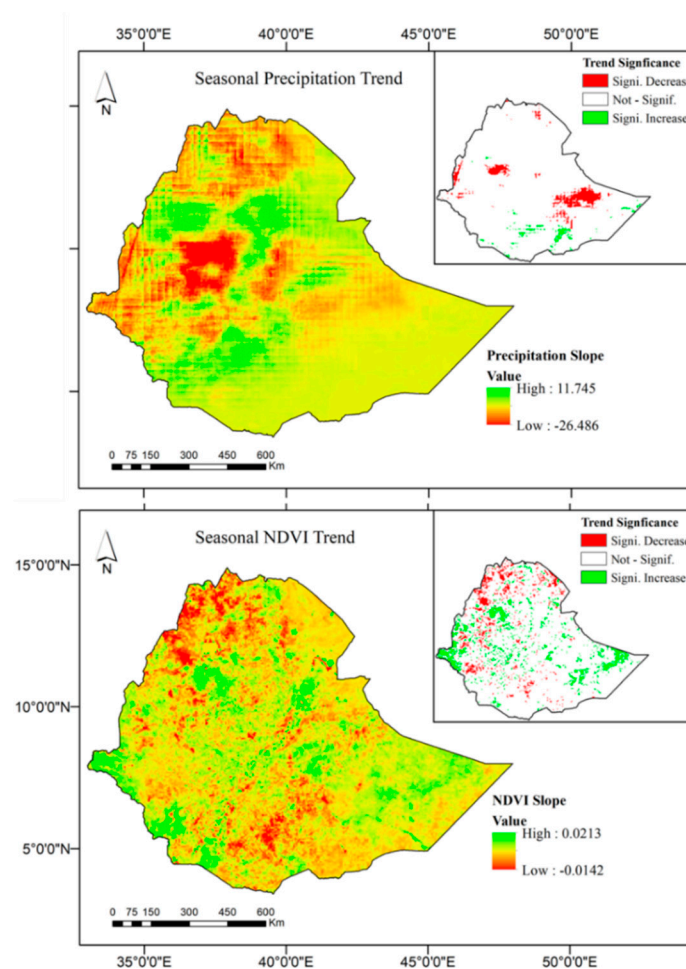 35°0'0"E 40°0'0"E 45°0'0"E 50°0'0"E
Seasonal Precipitation Trend
N
Trend Signficance
Signi. Decrease
Not - Signif.
Signi. Increase
Precipitation Slope
Value
High : 11.745
Low : -26.486
0 75 150 300 450 600
Km
Seasonal NDVI Trend
N
Trend Signficance
Signi. Decrease
Not - Signif.
Signi. Increase
15°0'0"N
10°0'0"N
5°0'0"N
NDVI Slope
Value
High : 0.0213
Low : -0.0142
0 75 150 300 450 600
Km
35°0'0"E 40°0'0"E 45°0'0"E 50°0'0"E